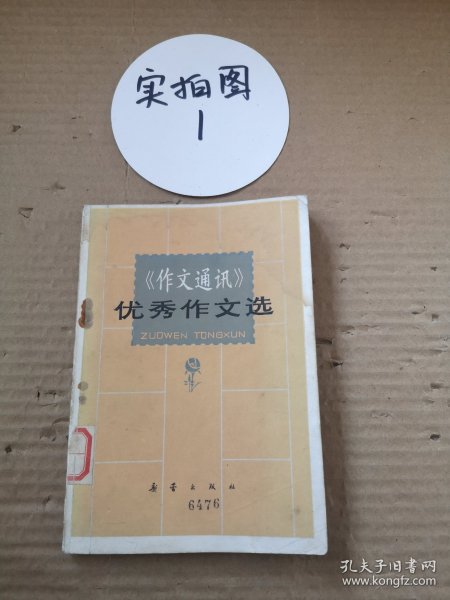 实拍图
1
《作文通讯》
优秀作文选
ZUOWEN TONGXUN
新蕾出版社
6476
孔夫子旧书网
www.kongfz.com